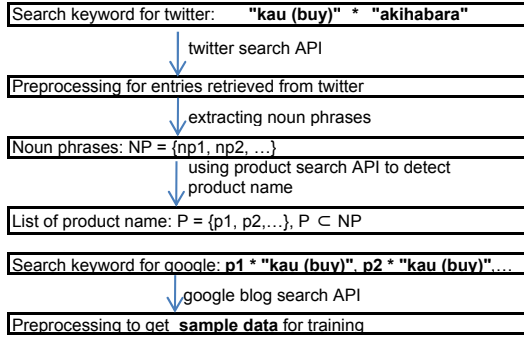 Search keyword for twitter: "kau (buy)" * "akihabara"
twitter search API
Preprocessing for entries retrieved from twitter
extracting noun phrases
Noun phrases: NP = {np1, np2, …}
using product search API to detect
product name
List of product name: P = {p1, p2,…}, P ⊂ NP
Search keyword for google: p1 * "kau (buy)", p2 * "kau (buy)",…
google blog search API
Preprocessing to get sample data for training